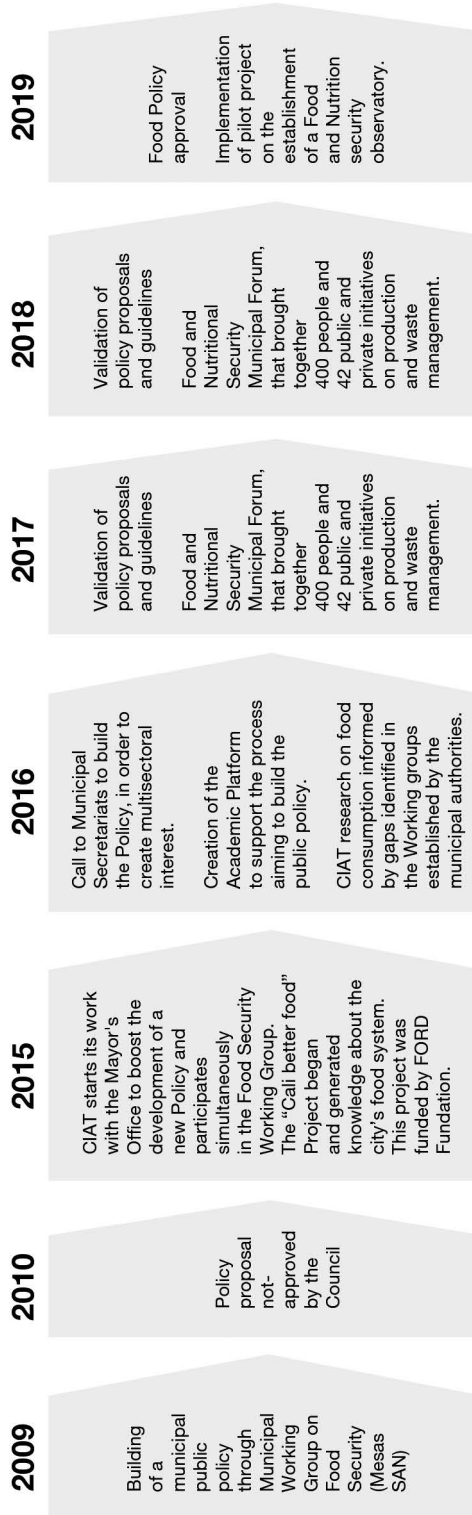 2009
Building
of a
municipal
public
policy
through
Municipal
Working
Group on
Food
Security
(Mesas
SAN)
2010
Policy
proposal
not-
approved
by the
Council
2015
CIAT starts its work
with the Mayor's
Office to boost the
development of a
new Policy and
participates
simultaneously
in the Food Security
Working Group.
The “Cali better food”
Project began
and generated
knowledge about the
city's food system.
This project was
funded by FORD
Fundation.
2016
Call to Municipal
Secretariats to build
the Policy, in order to
create multisectoral
interest.
Creation of the
Academic Platform
to support the process
aiming to build the
public policy.
CIAT research on food
consumption informed
by gaps identified in
the Working groups
established by the
municipal authorities.
2017
Validation of
policy proposals
and guidelines
Food and
Nutritional
Security
Municipal Forum,
that brought
together
400 people and
42 public and
private initiatives
on production
and waste
management.
2018
Validation of
policy proposals
and guidelines
Food and
Nutritional
Security
Municipal Forum,
that brought
together
400 people and
42 public and
private initiatives
on production
and waste
management.
2019
Food Policy
approval
Implementation
of pilot project
on the
establishment
of a Food
and Nutrition
security
observatory.